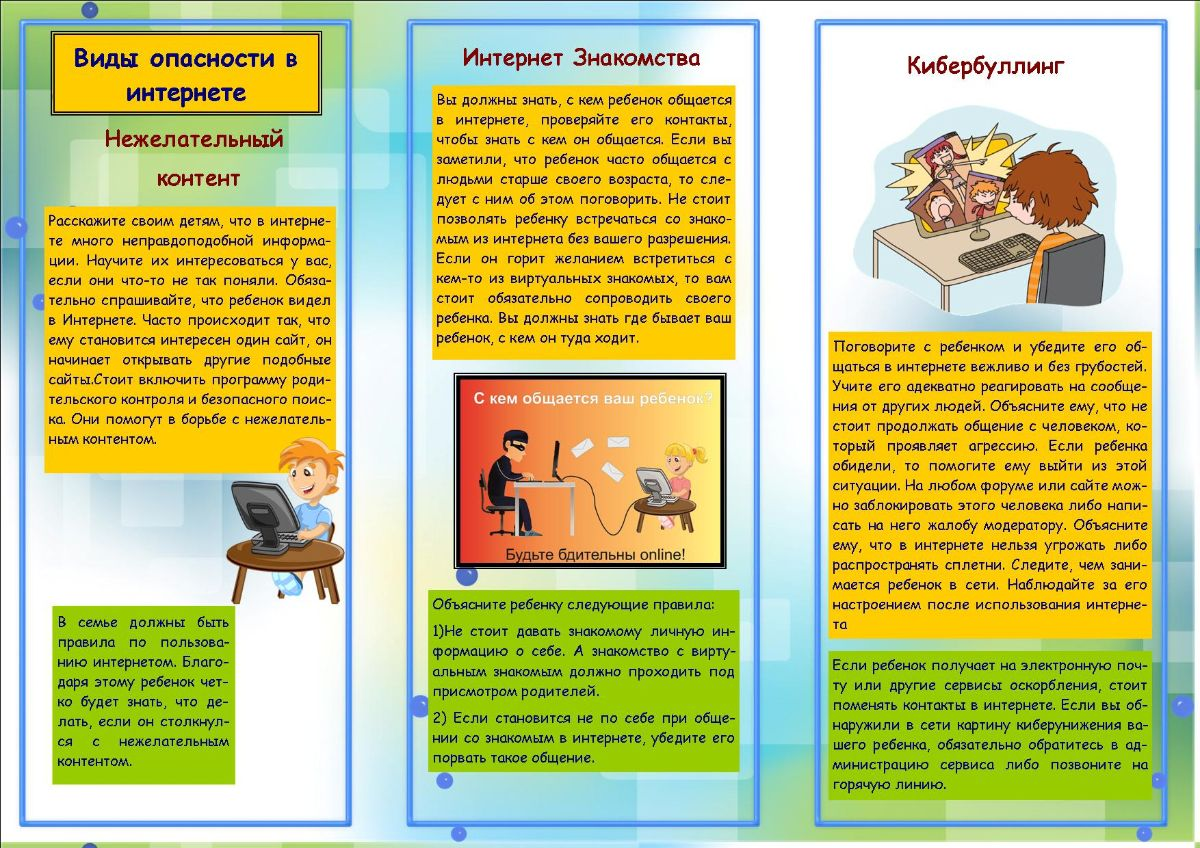 Виды опасности в
интернете
Нежелательный
контент
Расскажите своим детям, что в интерне-
те много неправдоподобной информа-
ции. Научите их интересоваться у вас,
если они что-то не так поняли. Обяза-
тельно спрашивайте, что ребенок видел
в Интернете. Часто происходит так, что
ему становится интересен один сайт, он
начинает открывать другие подобные
сайты.Стоит включить программу роди-
тельского контроля и безопасного поис-
ка. Они помогут в борьбе с нежелатель-
ным контентом.
В семье должны быть
правила по пользова-
нию интернетом. Благо-
даря этому ребенок чет-
ко будет знать, что де-
лать, если он столкнул-
ся с нежелательным
контентом.
Интернет Знакомства
Вы должны знать, с кем ребенок общается
в интернете, проверяйте его контакты,
чтобы знать с кем он общается. Если вы
заметили, что ребенок часто общается с
людьми старше своего возраста, то сле-
дует с ним об этом поговорить. Не стоит
позволять ребенку встречаться со знако-
мым из интернета без вашего разрешения.
Если он горит желанием встретиться с
кем-то из виртуальных знакомых, то вам
стоит обязательно сопроводить своего
ребенка. Вы должны знать где бывает ваш
ребенок, с кем он туда ходит.
С кем общается ваш ребенок?
Будьте бдительны online!
Объясните ребенку следующие правила:
1)Не стоит давать знакомому личную ин-
формацию о себе. А знакомство с вирту-
альным знакомым должно проходить под
присмотром родителей.
2) Если становится не по себе при обще-
нии со знакомым в интернете, убедите его
порвать такое общение.
Кибербуллинг
Поговорите с ребенком и убедите его об-
щаться в интернете вежливо и без грубостей.
Учите его адекватно реагировать на сообще-
ния от других людей. Объясните ему, что не
стоит продолжать общение с человеком, ко-
торый проявляет агрессию. Если ребенка
обидели, то помогите ему выйти из этой
ситуации. На любом форуме или сайте мож-
но заблокировать этого человека либо напи-
сать на него жалобу модератору. Объясните
ему, что в интернете нельзя угрожать либо
распространять сплетни. Следите, чем зани-
мается ребенок в сети. Наблюдайте за его
настроением после использования интерне-
та
Если ребенок получает на электронную поч-
ту или другие сервисы оскорбления, стоит
поменять контакты в интернете. Если вы об-
наружили в сети картину киберунижения ва-
шего ребенка, обязательно обратитесь в ад-
министрацию сервиса либо позвоните на
горячую линию.